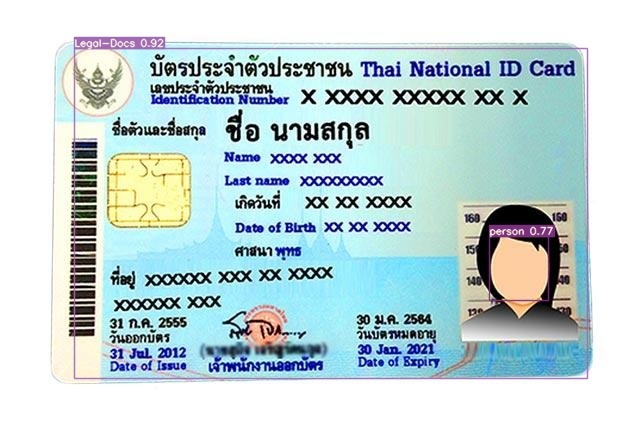 Legal-Docs 0.92
บัตรประจำตัวประชาชน Thai National ID Card
เลขประจำตัวประชาชน
Identification Number X XXXX XXXXX XX X
ชื่อตัวและชื่อสกุล ชื่อ นามสกุล
Name XXXX XXX
Last name XXXXXXXXXX
เกิดวันที่ XX XX XXXX
Date of Birth XX XX XXXX
ศาสนา พุทธ
ที่อยู่ XXXXXXX XXX XX XXXX
XXXXXX XXX
31 ก.ค. 2555
วันออกบัตร
31 Jul. 2012
Date of Issue
เจ้าพนักงานออกบัตร
30 ม.ค. 2564
วันบัตรหมดอายุ
30 Jan. 2021
Date of Expiry
person 0.77
160 160
140 140